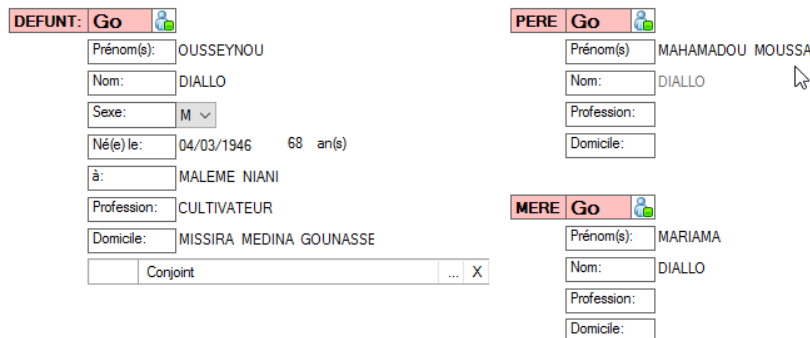 DEFUNT: Go
Prénom(s): OUSSEYNOU
Nom: DIALLO
Sexe: M
Né(e) le: 04/03/1946 68 an(s)
à: MALEME NIANI
Profession: CULTIVATEUR
Domicile: MISSIRA MEDINA GOUNASSE
Conjoint ... X
PERE Go
Prénom(s) MAHAMADOU MOUSSA
Nom: DIALLO
Profession:
Domicile:
MERE Go
Prénom(s): MARIAMA
Nom: DIALLO
Profession:
Domicile: